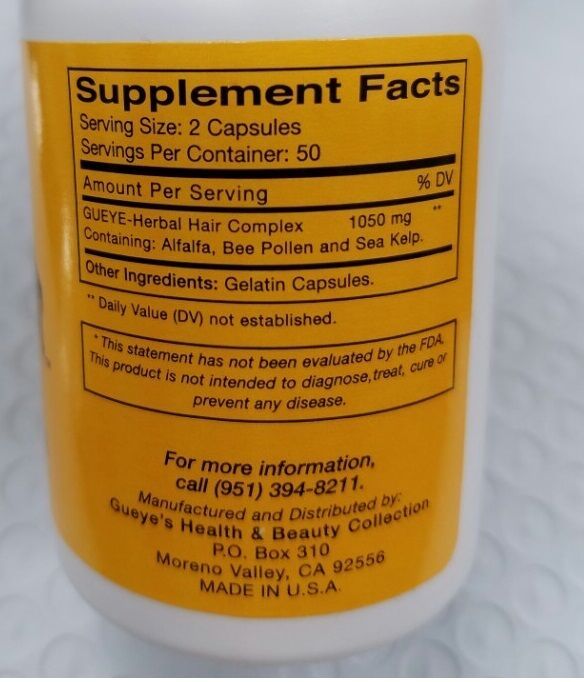 Supplement Facts
Serving Size: 2 Capsules
Servings Per Container: 50
Amount Per Serving % DV
GUEYE-Herbal Hair Complex 1050 mg **
Containing: Alfalfa, Bee Pollen and Sea Kelp.
Other Ingredients: Gelatin Capsules.
** Daily Value (DV) not established.
* This statement has not been evaluated by the FDA.
This product is not intended to diagnose, treat, cure or
prevent any disease.
For more information,
call (951) 394-8211.
Manufactured and Distributed by:
Gueye's Health & Beauty Collection
P.O. Box 310
Moreno Valley, CA 92556
MADE IN U.S.A.